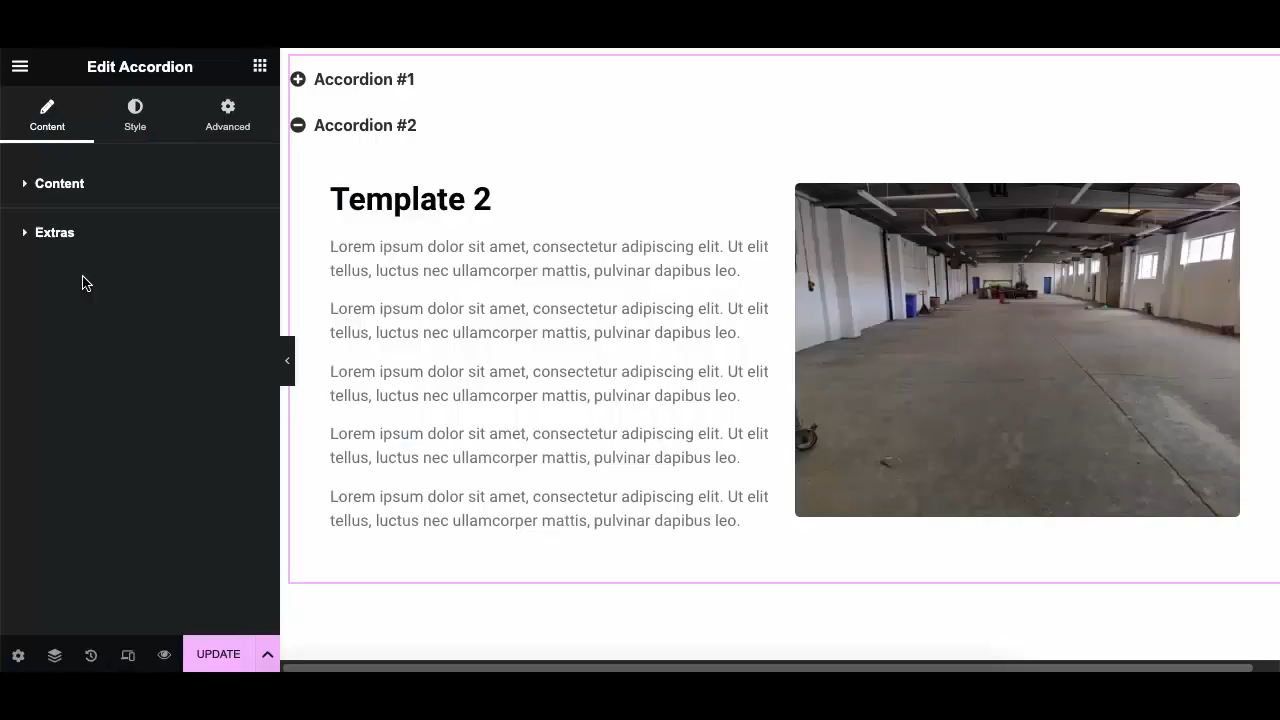 Edit Accordion
Content
Style
Advanced
Content
Extras
UPDATE
Accordion #1
Accordion #2
Template 2
Lorem ipsum dolor sit amet, consectetur adipiscing elit. Ut elit
tellus, luctus nec ullamcorper mattis, pulvinar dapibus leo.
Lorem ipsum dolor sit amet, consectetur adipiscing elit. Ut elit
tellus, luctus nec ullamcorper mattis, pulvinar dapibus leo.
Lorem ipsum dolor sit amet, consectetur adipiscing elit. Ut elit
tellus, luctus nec ullamcorper mattis, pulvinar dapibus leo.
Lorem ipsum dolor sit amet, consectetur adipiscing elit. Ut elit
tellus, luctus nec ullamcorper mattis, pulvinar dapibus leo.
Lorem ipsum dolor sit amet, consectetur adipiscing elit. Ut elit
tellus, luctus nec ullamcorper mattis, pulvinar dapibus leo.